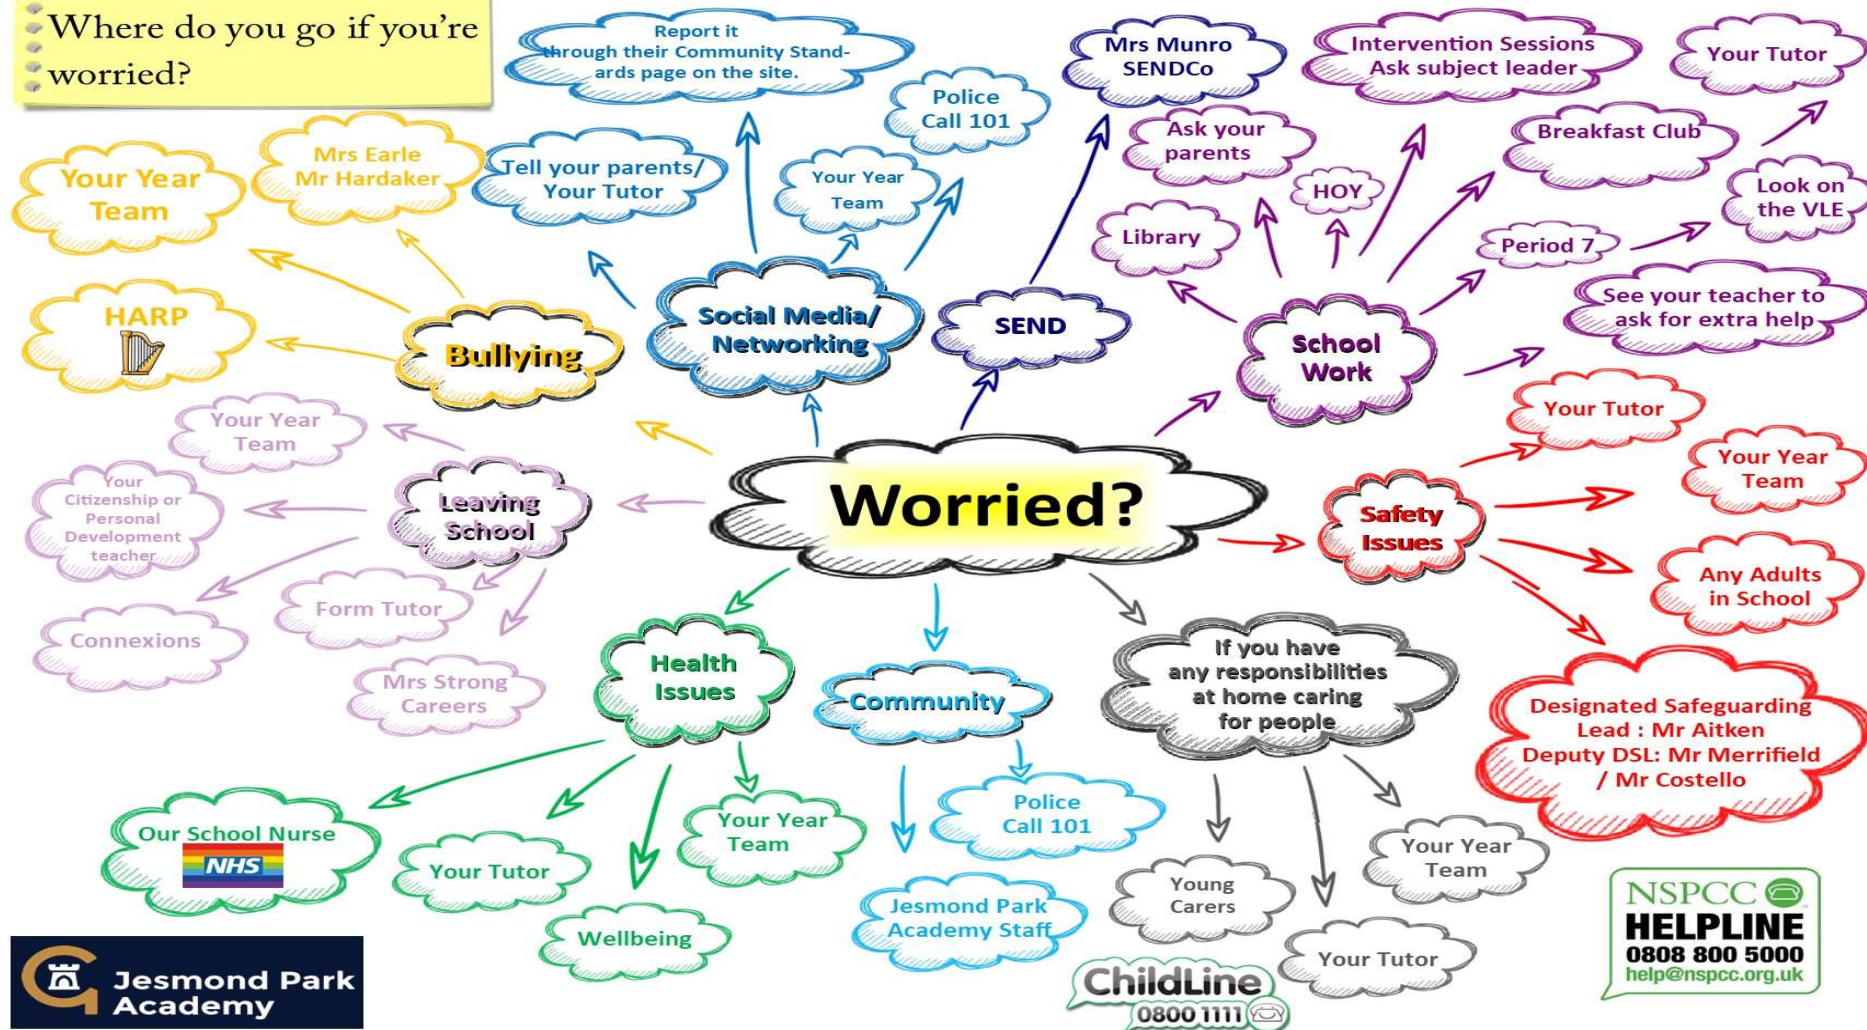 Where do you go if you're
worried?
Worried?
Bullying
Your Year
Team
Mrs Earle
Mr Hardaker
HARP
Social Media/
Networking
Tell your parents/
Your Tutor
Report it
through their Community Stand-
ards page on the site.
Your Year
Team
Police
Call 101
SEND
Mrs Munro
SENDCo
School
Work
Library
Ask your
parents
HOY
Intervention Sessions
Ask subject leader
Breakfast Club
Period 7
Look on
the VLE
Your Tutor
See your teacher to
ask for extra help
Safety
Issues
Your Tutor
Your Year
Team
Any Adults
in School
Designated Safeguarding
Lead : Mr Aitken
Deputy DSL: Mr Merrifield
/ Mr Costello
If you have
any responsibilities
at home caring
for people
Your Year
Team
Your Tutor
Young
Carers
Community
Police
Call 101
Jesmond Park
Academy Staff
Health
Issues
Your Year
Team
Wellbeing
Your Tutor
Our School Nurse
NHS
Leaving
School
Your Year
Team
Your
Citizenship or
Personal
Development
teacher
Connexions
Form Tutor
Mrs Strong
Careers
Jesmond Park
Academy
ChildLine
0800 1111
NSPCC
HELPLINE
0808 800 5000
help@nspcc.org.uk